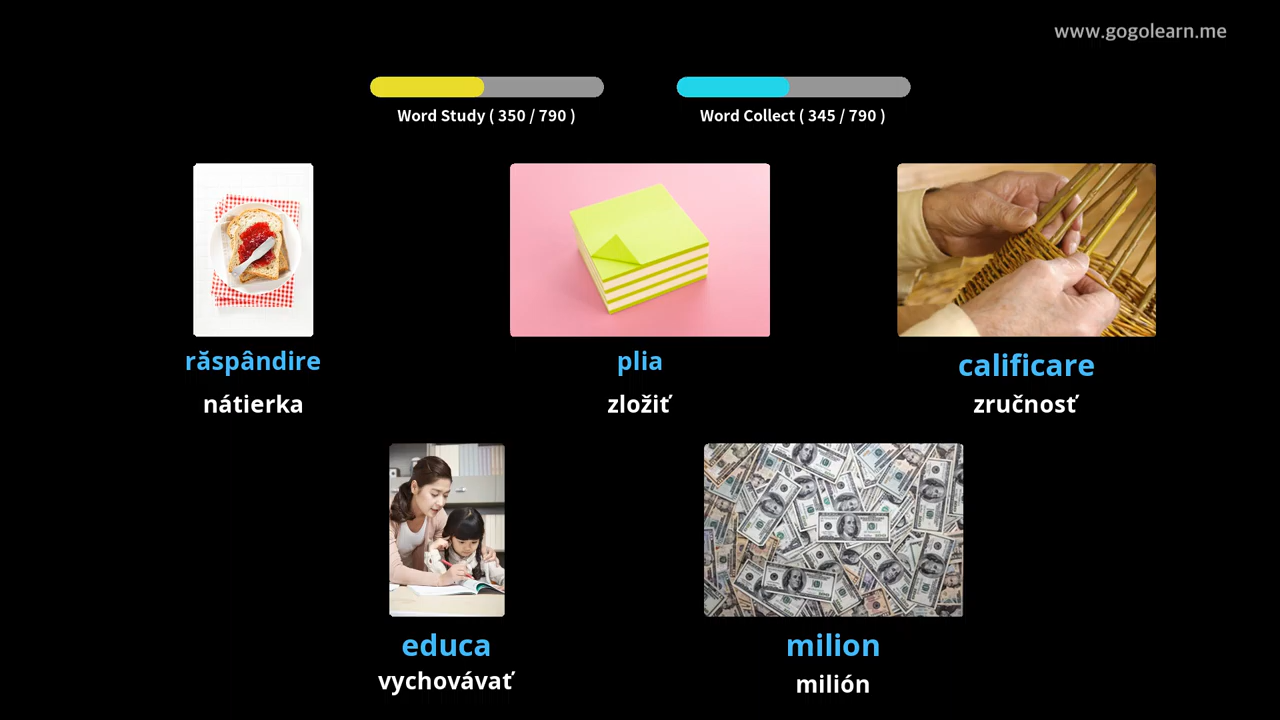 www.gogolearn.me
Word Study ( 350 / 790 )
Word Collect ( 345 / 790 )
răspândire
plia
calificare
nátierka
zložiť
zručnosť
educa
milion
vychovávať
milión